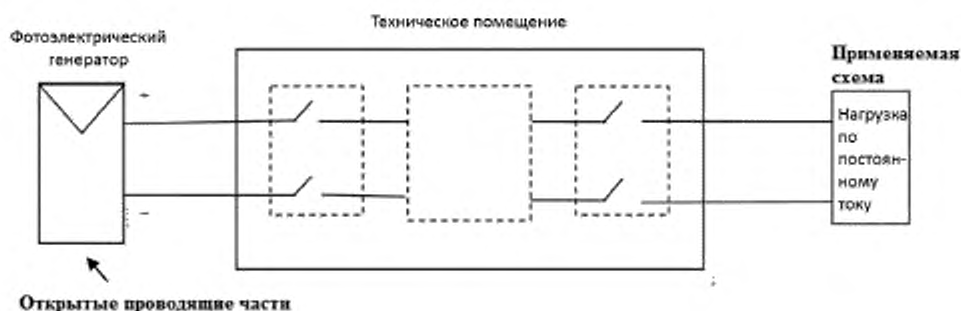 Техническое помещение
Фотоэлектрический
генератор
+
−
Применяемая
схема
Нагрузка
по
постоян-
ному
току
Открытые проводящие части